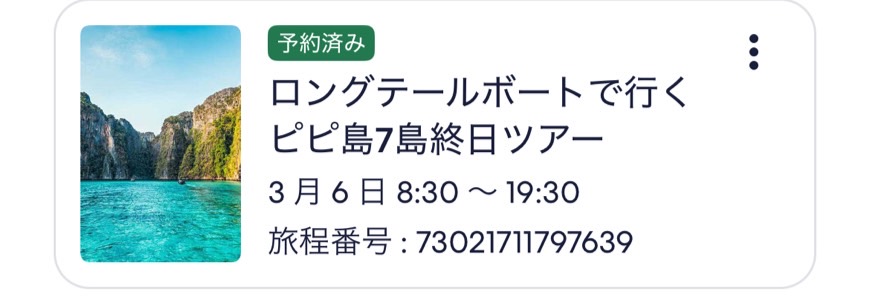 予約済み
ロングテールボートで行く
ピピ島7島終日ツアー
3 月 6 日 8:30 ～ 19:30
旅程番号 : 73021711797639